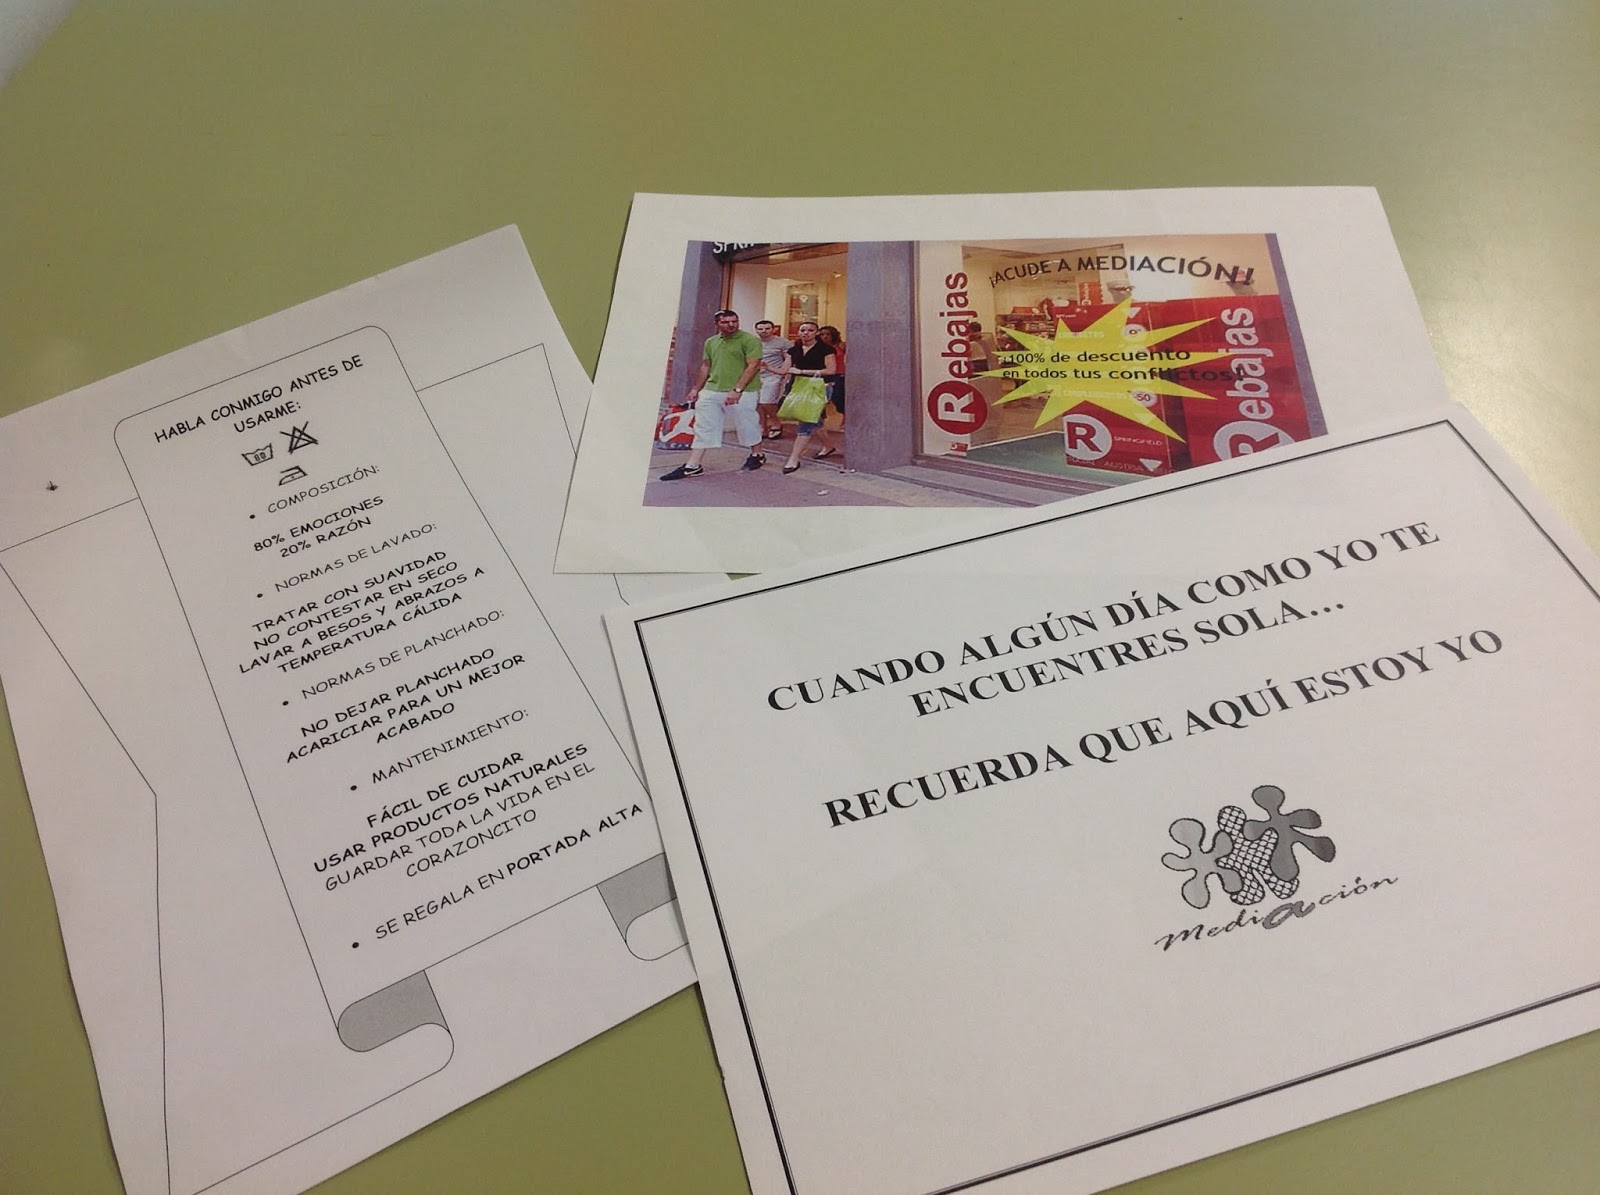 HABLA CONMIGO ANTES DE
USARME:
• COMPOSICIÓN:
80% EMOCIONES
20% RAZÓN
• NORMAS DE LAVADO:
TRATAR CON SUAVIDAD
NO CONTESTAR EN SECO
LAVAR A BESOS Y ABRAZOS A
TEMPERATURA CÁLIDA
• NORMAS DE PLANCHADO:
NO DEJAR PLANCHADO
ACARICIAR PARA UN MEJOR
ACABADO
• MANTENIMIENTO:
FÁCIL DE CUIDAR
USAR PRODUCTOS NATURALES
GUARDAR TODA LA VIDA EN EL
CORAZONCITO
• SE REGALA EN PORTADA ALTA
¡ACUDE A MEDIACIÓN!
Rebajas
¡100% de descuento
en todos tus conflictos!
Rebajas
R
SPRINGFIELD
-50
CUANDO ALGÚN DÍA COMO YO TE
ENCUENTRES SOLA...
RECUERDA QUE AQUÍ ESTOY YO
Mediación